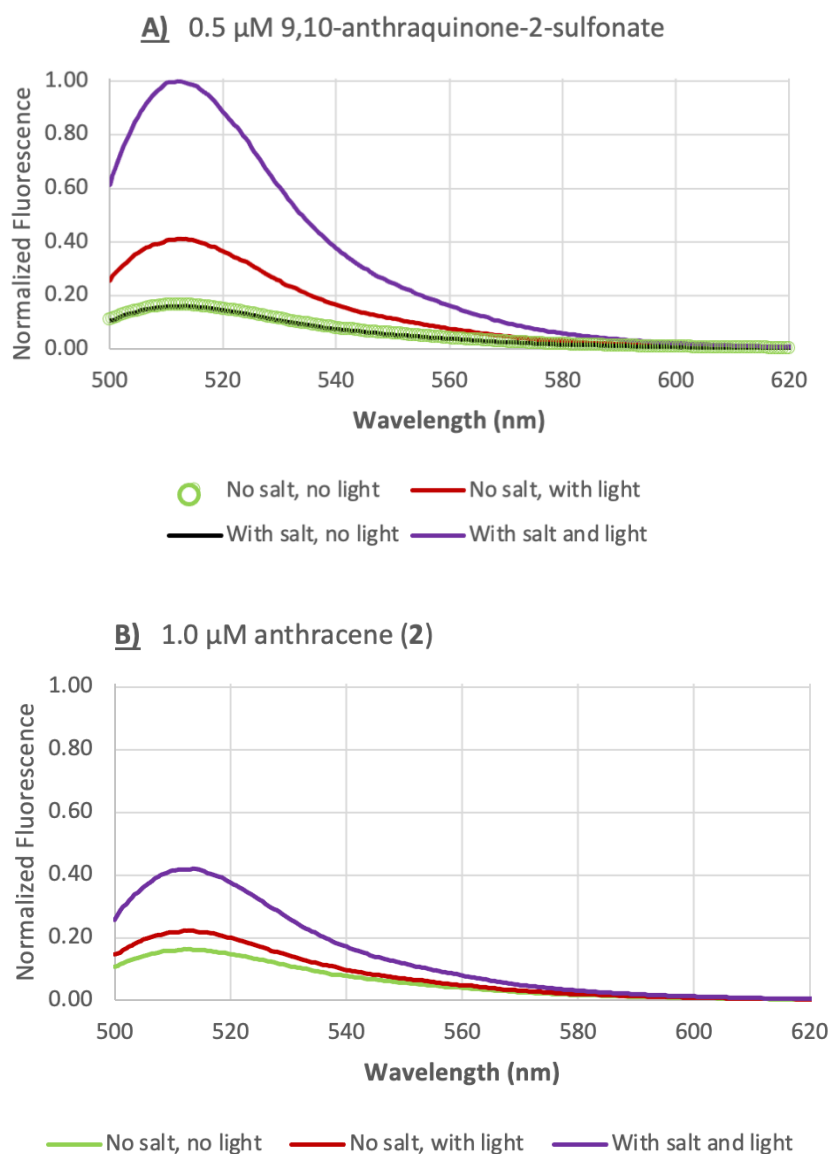 A) 0.5 µM 9,10-anthraquinone-2-sulfonate
Normalized Fluorescence
1.00
0.80
0.60
0.40
0.20
0.00
500 520 540 560 580 600 620
Wavelength (nm)
No salt, no light No salt, with light
With salt, no light With salt and light
B) 1.0 µM anthracene (2)
Normalized Fluorescence
1.00
0.80
0.60
0.40
0.20
0.00
500 520 540 560 580 600 620
Wavelength (nm)
No salt, no light No salt, with light With salt and light